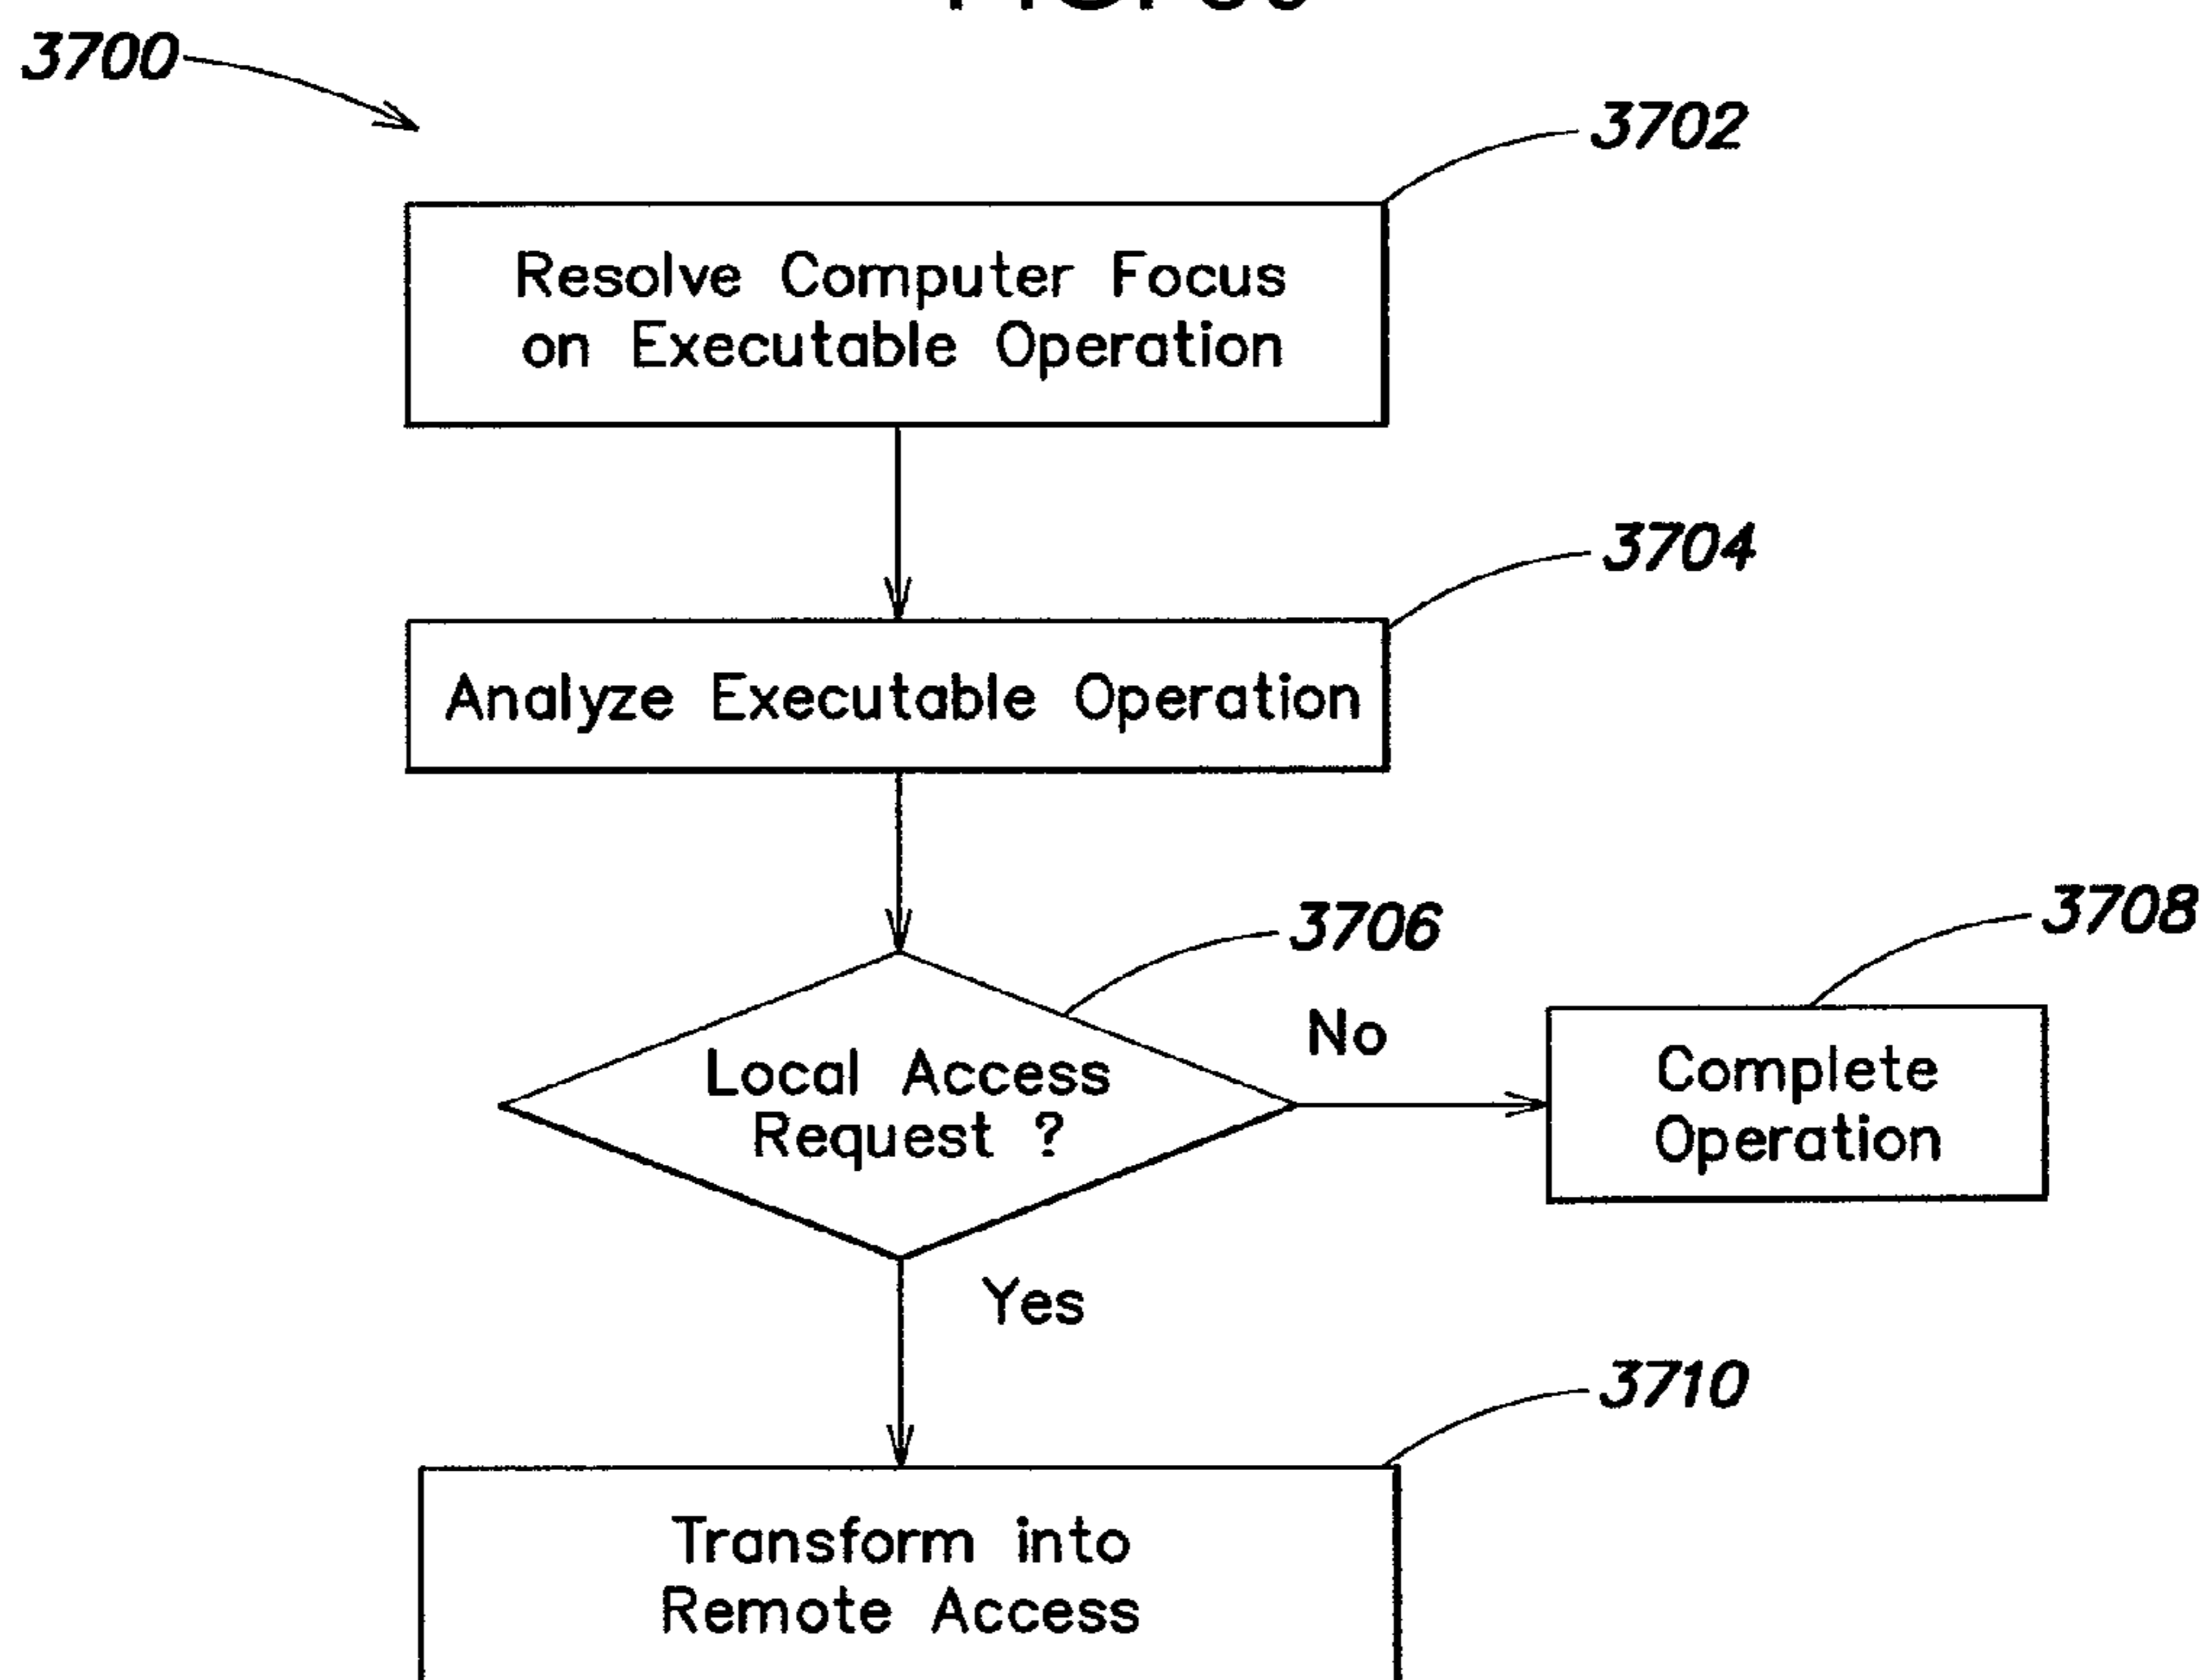 3700
3702
Resolve Computer Focus
on Executable Operation
3704
Analyze Executable Operation
3706
3708
Local Access
Request ?
No
Complete
Operation
Yes
3710
Transform into
Remote Access